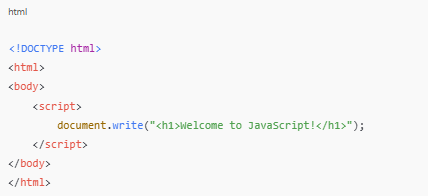 html
<!DOCTYPE html>
<html>
<body>
    <script>
        document.write("<h1>Welcome to JavaScript!</h1>");
    </script>
</body>
</html>